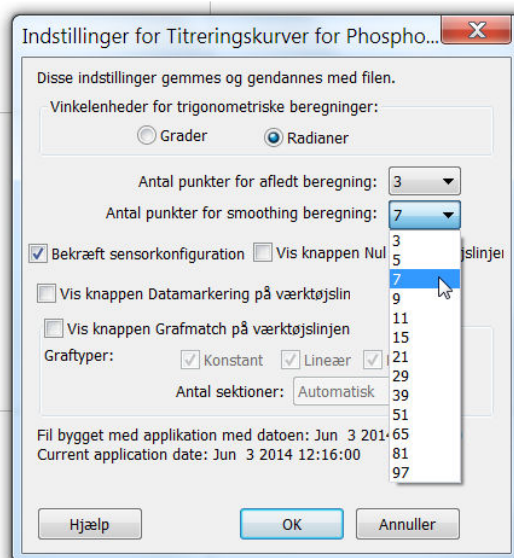 Indstillinger for Titreringskurver for Phospho...
Disse indstillinger gemmes og gendannes med filen.
Vinkelenheder for trigonometriske beregninger:
Grader Radianer
Antal punkter for afledt beregning: 3
Antal punkter for smoothing beregning: 7
3
Bekræft sensorkonfiguration Vis knappen Nul jslinjen
5
7
Vis knappen Datamarkering på værktøjslin
9
11
Vis knappen Grafmatch på værktøjslinjen
15
Graftyper: Konstant Lineær
21
29
Antal sektioner: Automatisk
39
51
Fil bygget med applikation med datoen: Jun 3 201
65
Current application date: Jun 3 2014 12:16:00
81
97
Hjælp OK Annuller